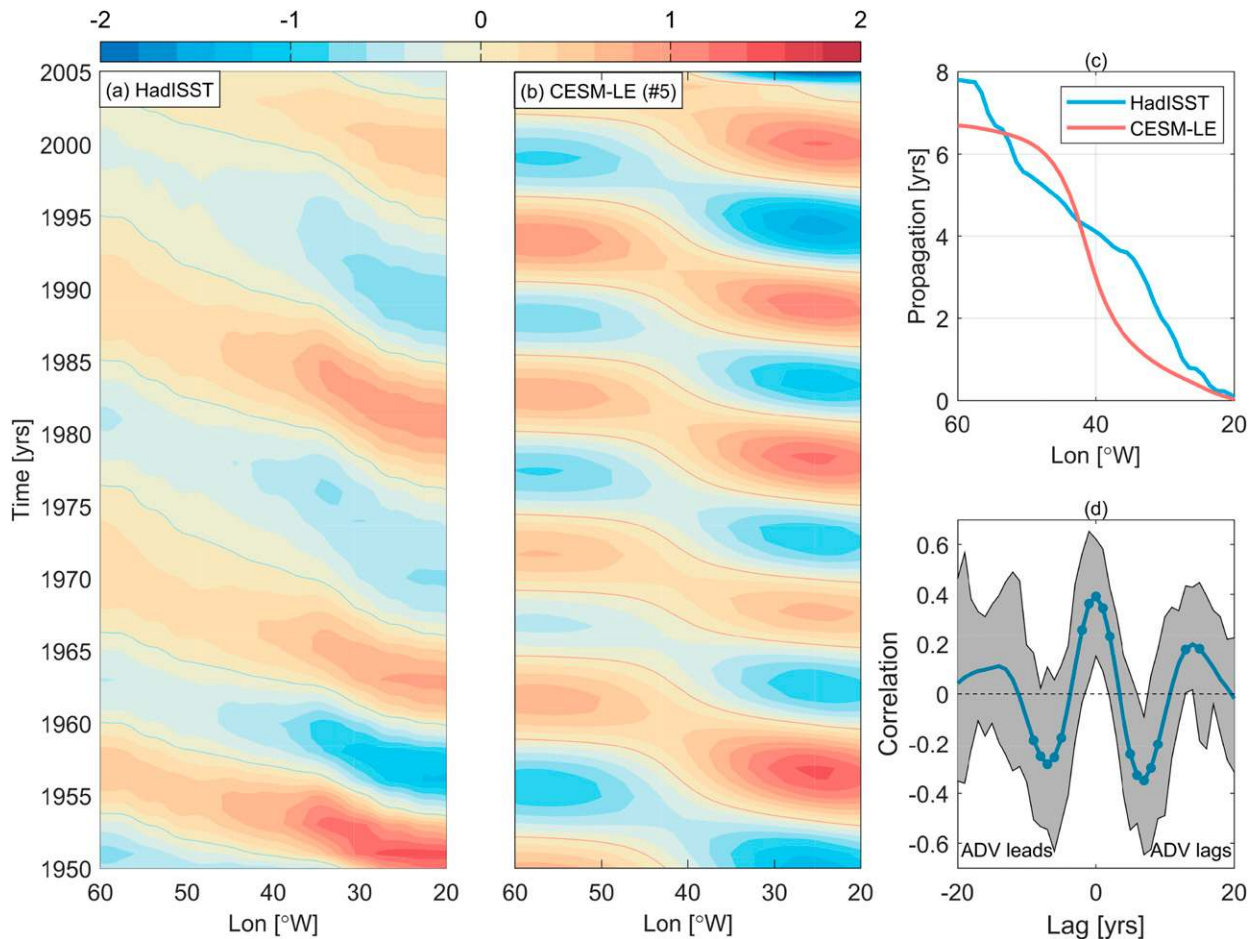 -2 -1 0 1 2
(a) HadISST
2005
2000
1995
1990
1985
1980
1975
1970
1965
1960
1955
1950
Time [yrs]
60 50 40 30 20
Lon [°W]
(b) CESM-LE (#5)
60 50 40 30 20
Lon [°W]
(c)
HadISST
CESM-LE
8
6
4
2
0
Propagation [yrs]
60 40 20
Lon [°W]
(d)
0.6
0.4
0.2
0
-0.2
-0.4
-0.6
Correlation
ADV leads ADV lags
-20 -10 0 10 20
Lag [yrs]